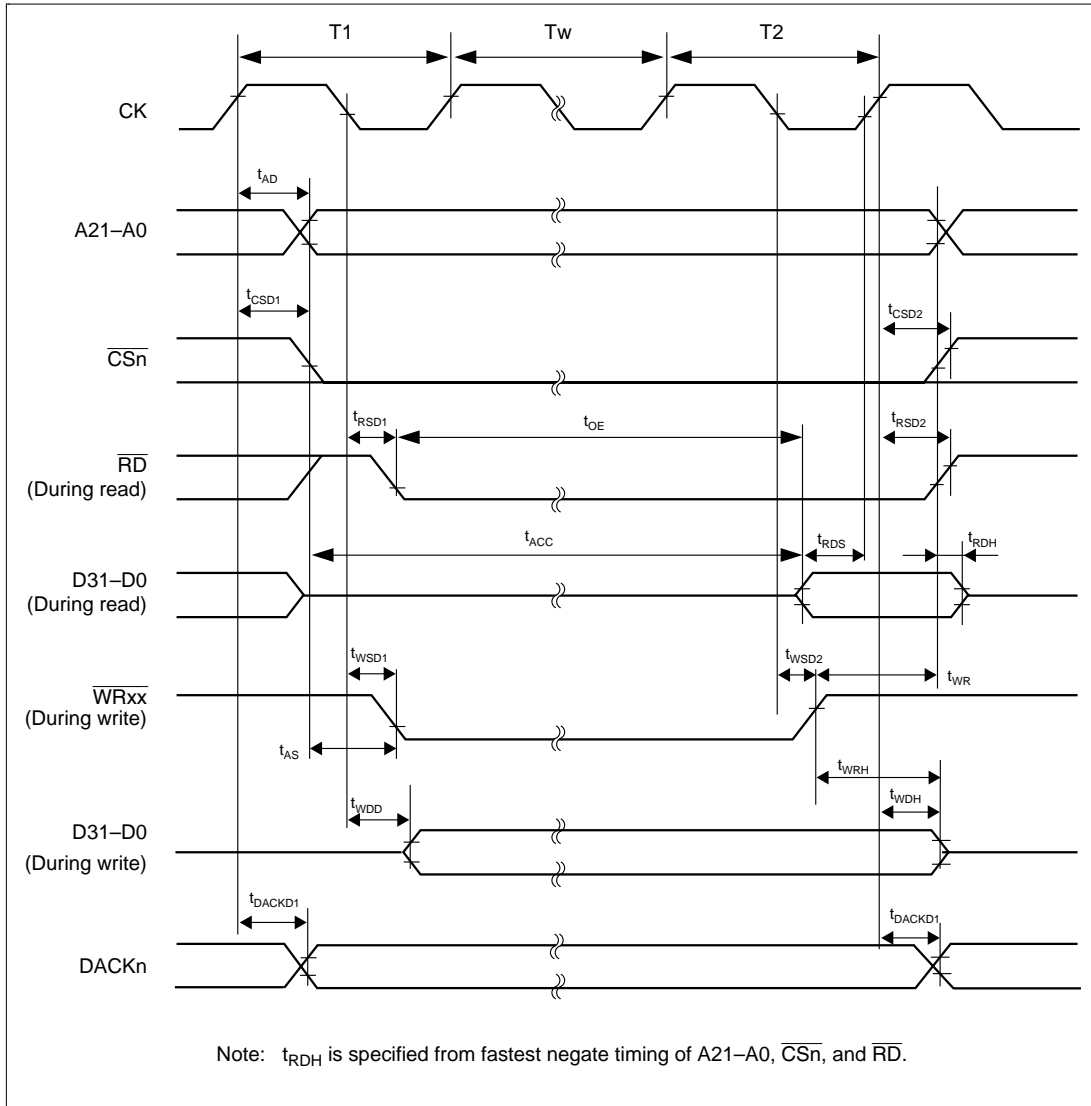 T1 Tw T2
CK
tAD
A21–A0
tCSD1 tCSD2
CSn
tRSD1 tOE tRSD2
RD
(During read)
tACC tRDS tRDH
D31–D0
(During read)
tWSD1 tWSD2 tWR
WRxx
(During write)
tAS
tWRH
tWDD tWDH
D31–D0
(During write)
tDACKD1 tDACKD1
DACKn
Note: tRDH is specified from fastest negate timing of A21–A0, CSn, and RD.